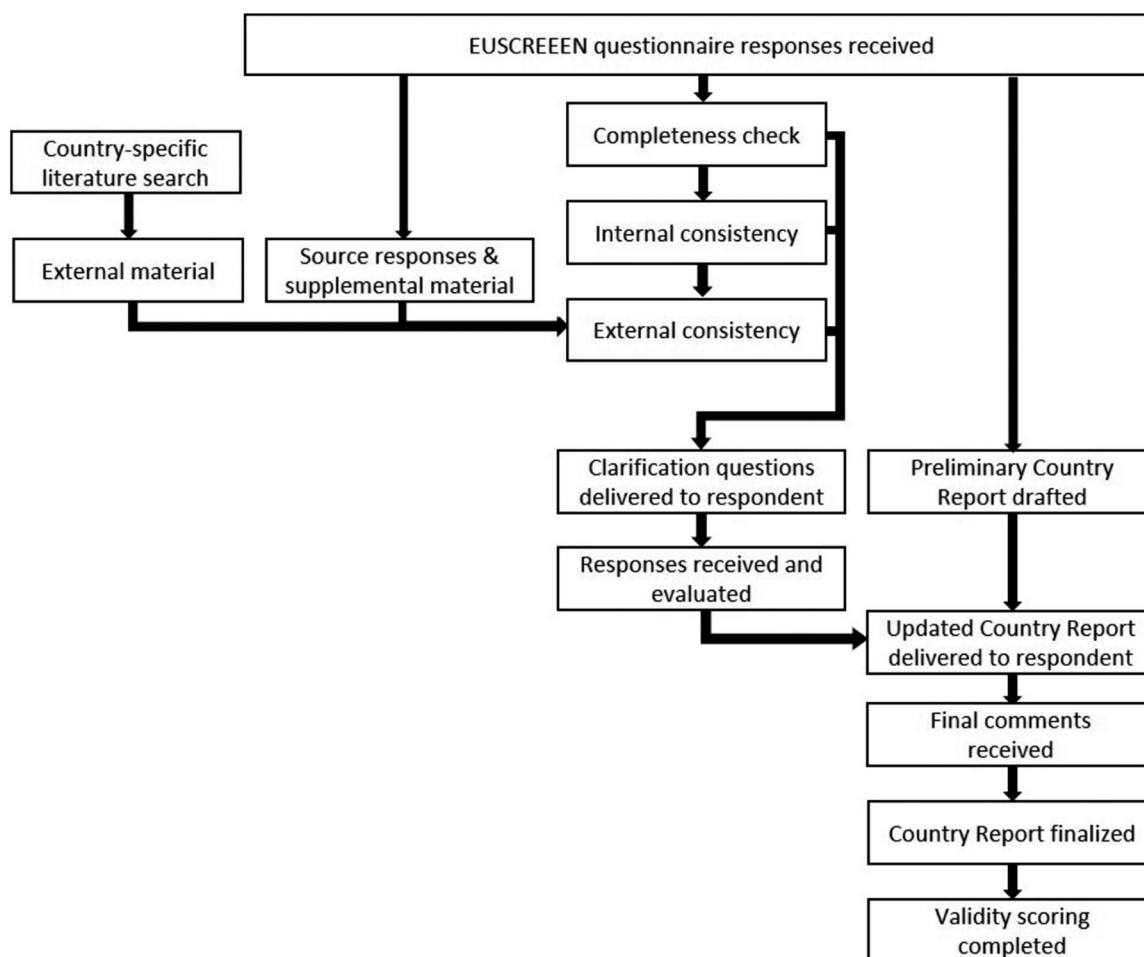 EUSCREEEN questionnaire responses received
Completeness check
Country-specific
literature search
Internal consistency
External material
Source responses &
supplemental material
External consistency
Clarification questions
delivered to respondent
Preliminary Country
Report drafted
Responses received and
evaluated
Updated Country Report
delivered to respondent
Final comments
received
Country Report finalized
Validity scoring
completed